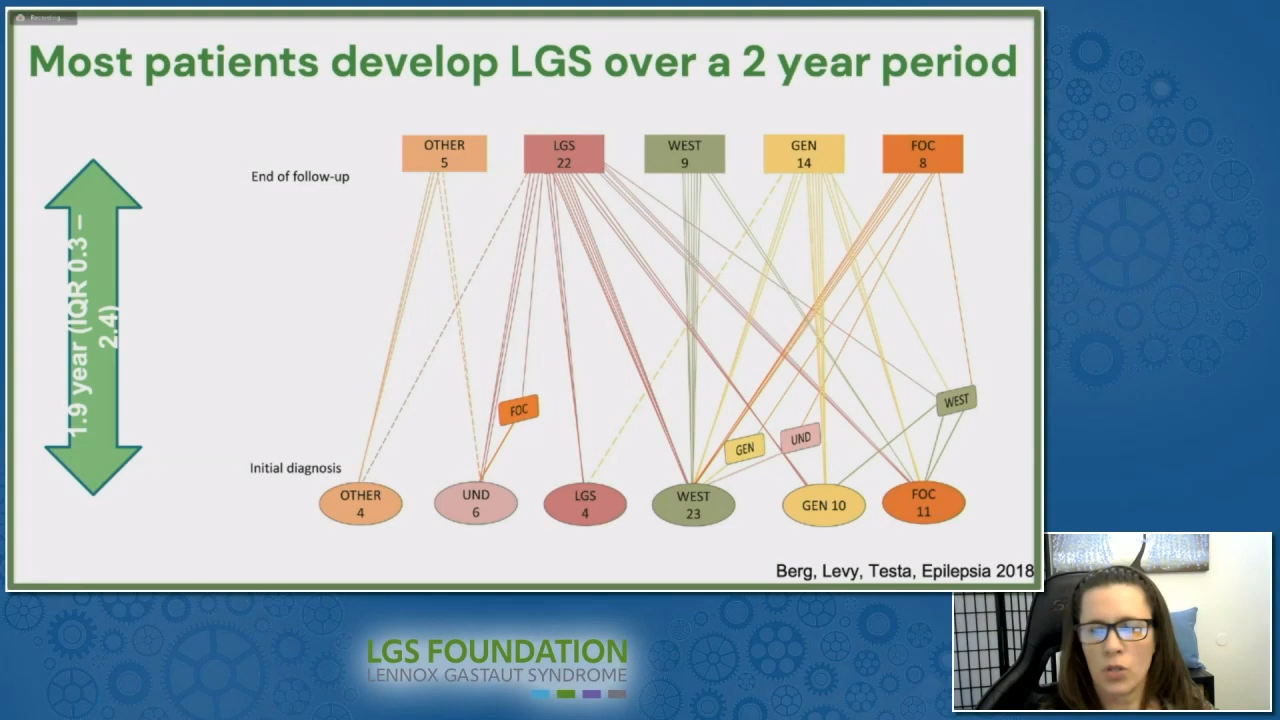 Recording...
Most patients develop LGS over a 2 year period
OTHER
5
LGS
22
WEST
9
GEN
14
FOC
8
End of follow-up
1.9 year (IQR 0.3 –
2.4)
FOC
WEST
GEN
UND
Initial diagnosis
OTHER
4
UND
6
LGS
4
WEST
23
GEN 10
FOC
11
Berg, Levy, Testa, Epilepsia 2018
LGS FOUNDATION
LENNOX GASTAUT SYNDROME